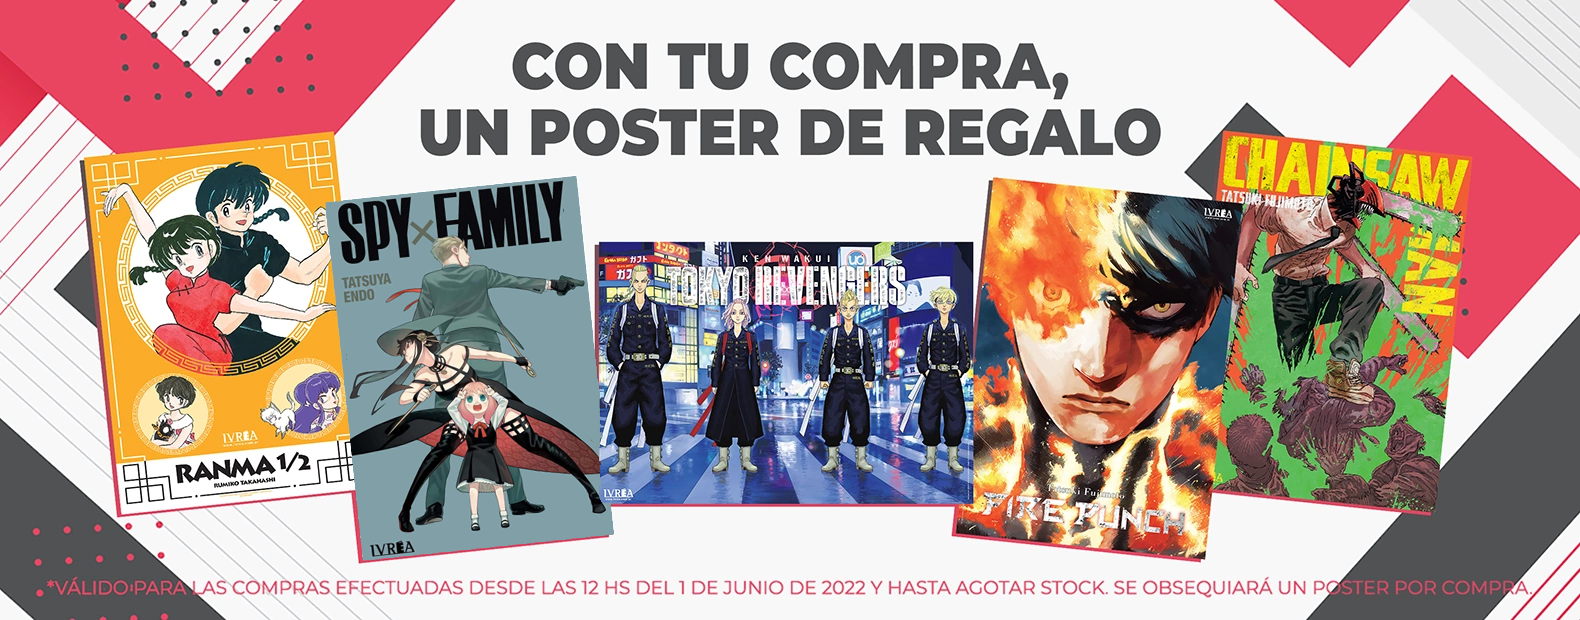 CON TU COMPRA,
UN POSTER DE REGALO
IVREA
RANMA 1/2
RUMIKO TAKAHASHI
SPY×FAMILY
TATSUYA
ENDO
IVREA
KEN WAKUI
TOKYO REVENGERS
IVREA
IVREA
Tatsuki Fujimoto
FIRE PUNCH
CHAINSAW
TATSUKI FUJIMOTO
MAN
*VÁLIDO PARA LAS COMPRAS EFECTUADAS DESDE LAS 12 HS DEL 1 DE JUNIO DE 2022 Y HASTA AGOTAR STOCK. SE OBSEQUIARÁ UN POSTER POR COMPRA.